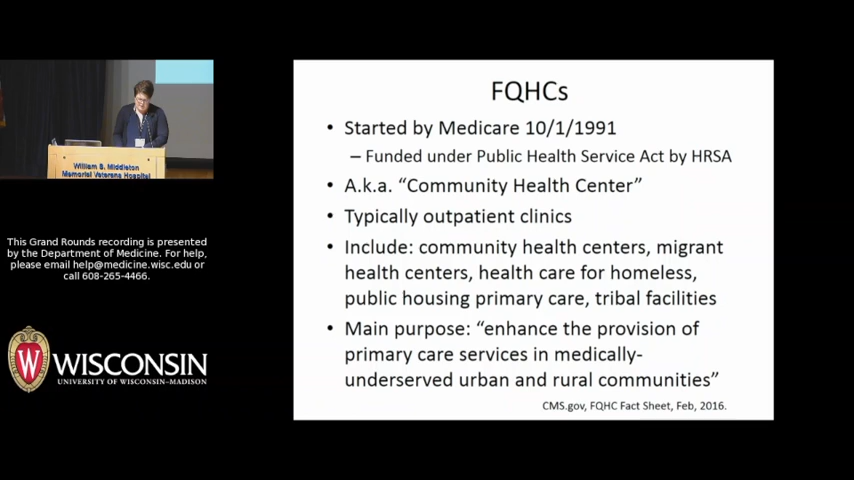 William S. Middleton
Memorial Veterans Hospital
This Grand Rounds recording is presented
by the Department of Medicine. For help,
please email help@medicine.wisc.edu or
call 608-265-4466.
W
WISCONSIN
UNIVERSITY OF WISCONSIN–MADISON
FQHCs
• Started by Medicare 10/1/1991
– Funded under Public Health Service Act by HRSA
• A.k.a. “Community Health Center”
• Typically outpatient clinics
• Include: community health centers, migrant
health centers, health care for homeless,
public housing primary care, tribal facilities
• Main purpose: “enhance the provision of
primary care services in medically-
underserved urban and rural communities”
CMS.gov, FQHC Fact Sheet, Feb, 2016.